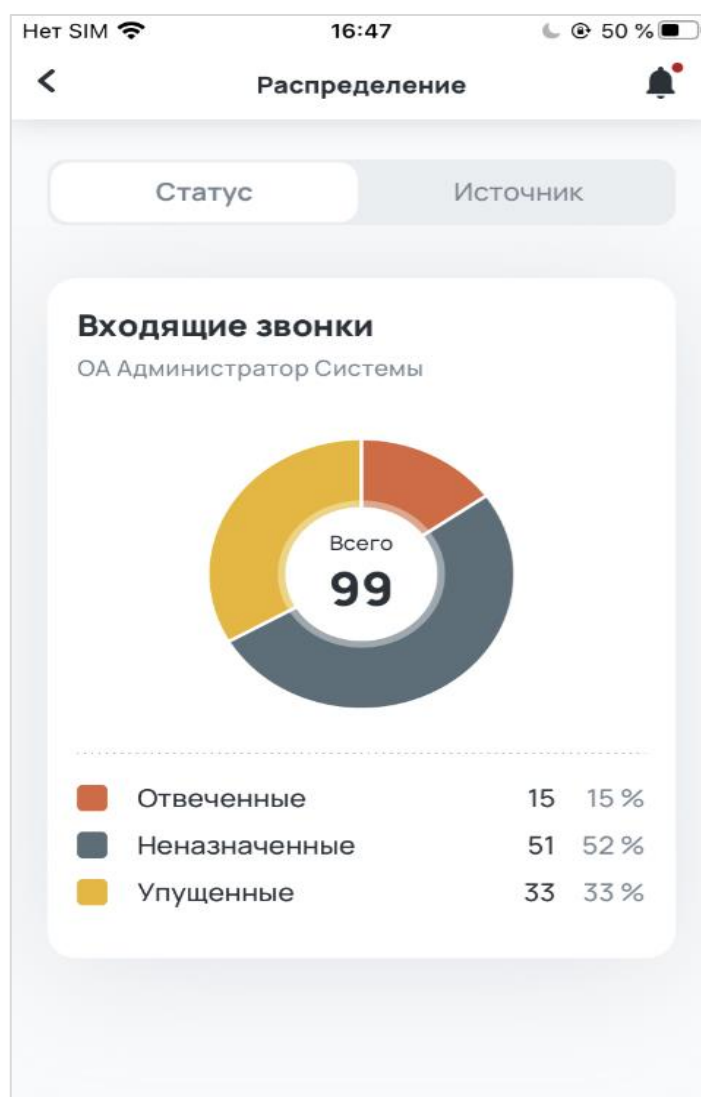 Нет SIM 16:47 50 %
Распределение
Статус Источник
Входящие звонки
ОА Администратор Системы
Всего
99
Отвеченные 15 15 %
Неназначенные 51 52 %
Упущенные 33 33 %